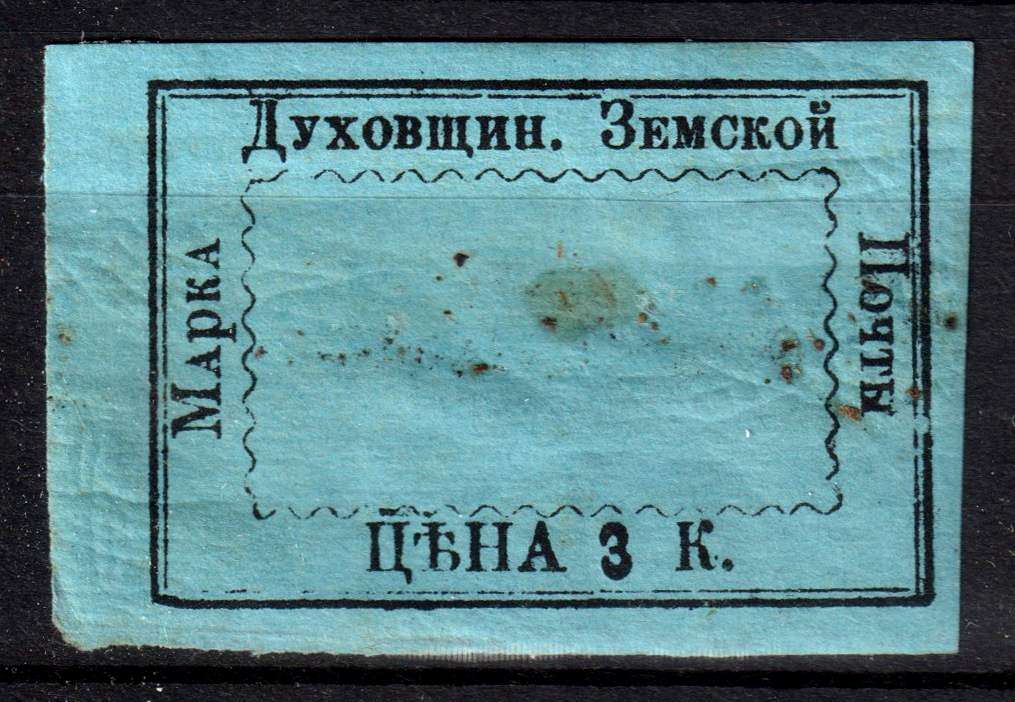 Марка
Духовщин. Земской
Почты
Цѣна 3 к.